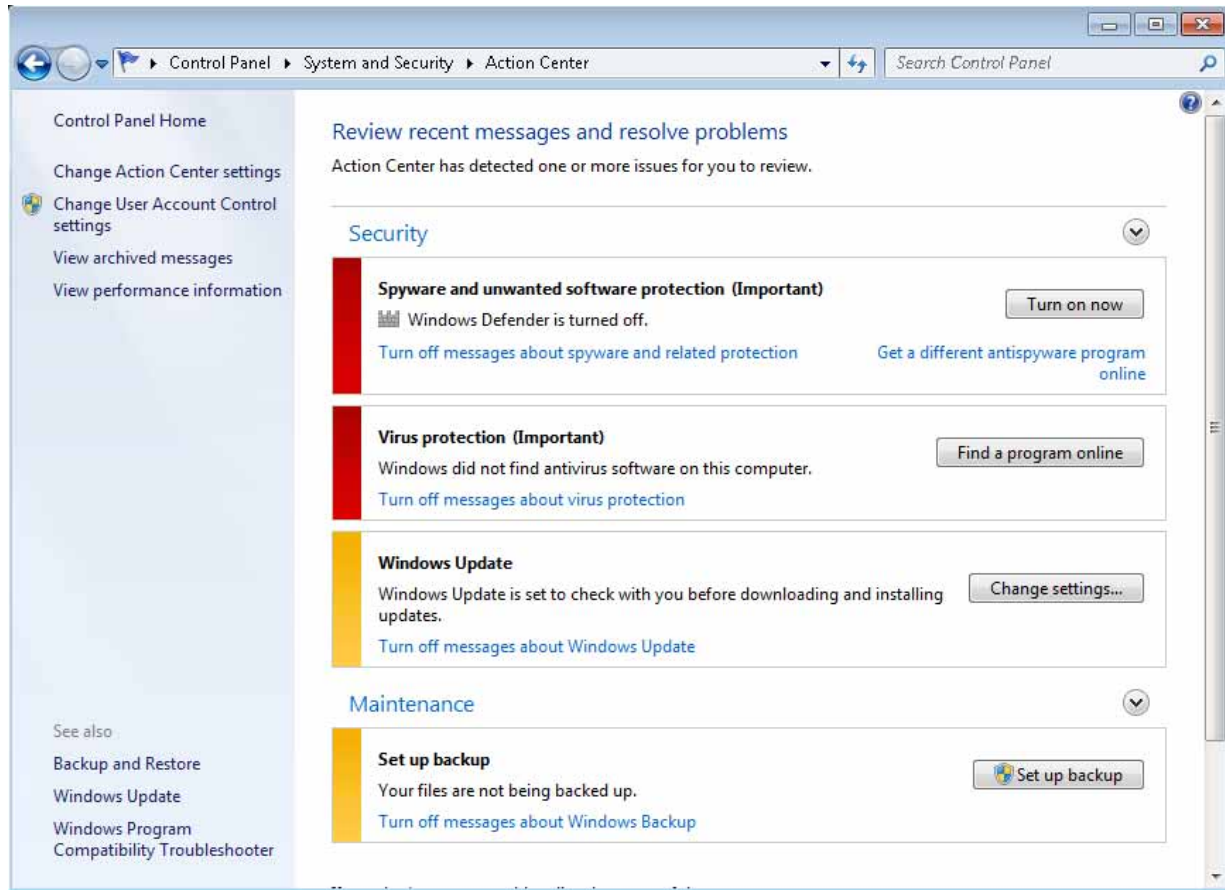 Control Panel ▸ System and Security ▸ Action Center
Search Control Panel
Control Panel Home
Change Action Center settings
Change User Account Control
settings
View archived messages
View performance information
See also
Backup and Restore
Windows Update
Windows Program
Compatibility Troubleshooter
Review recent messages and resolve problems
Action Center has detected one or more issues for you to review.
Security
Spyware and unwanted software protection (Important)
Windows Defender is turned off.
Turn on now
Turn off messages about spyware and related protection
Get a different antispyware program
online
Virus protection (Important)
Windows did not find antivirus software on this computer.
Find a program online
Turn off messages about virus protection
Windows Update
Windows Update is set to check with you before downloading and installing
updates.
Change settings...
Turn off messages about Windows Update
Maintenance
Set up backup
Your files are not being backed up.
Set up backup
Turn off messages about Windows Backup